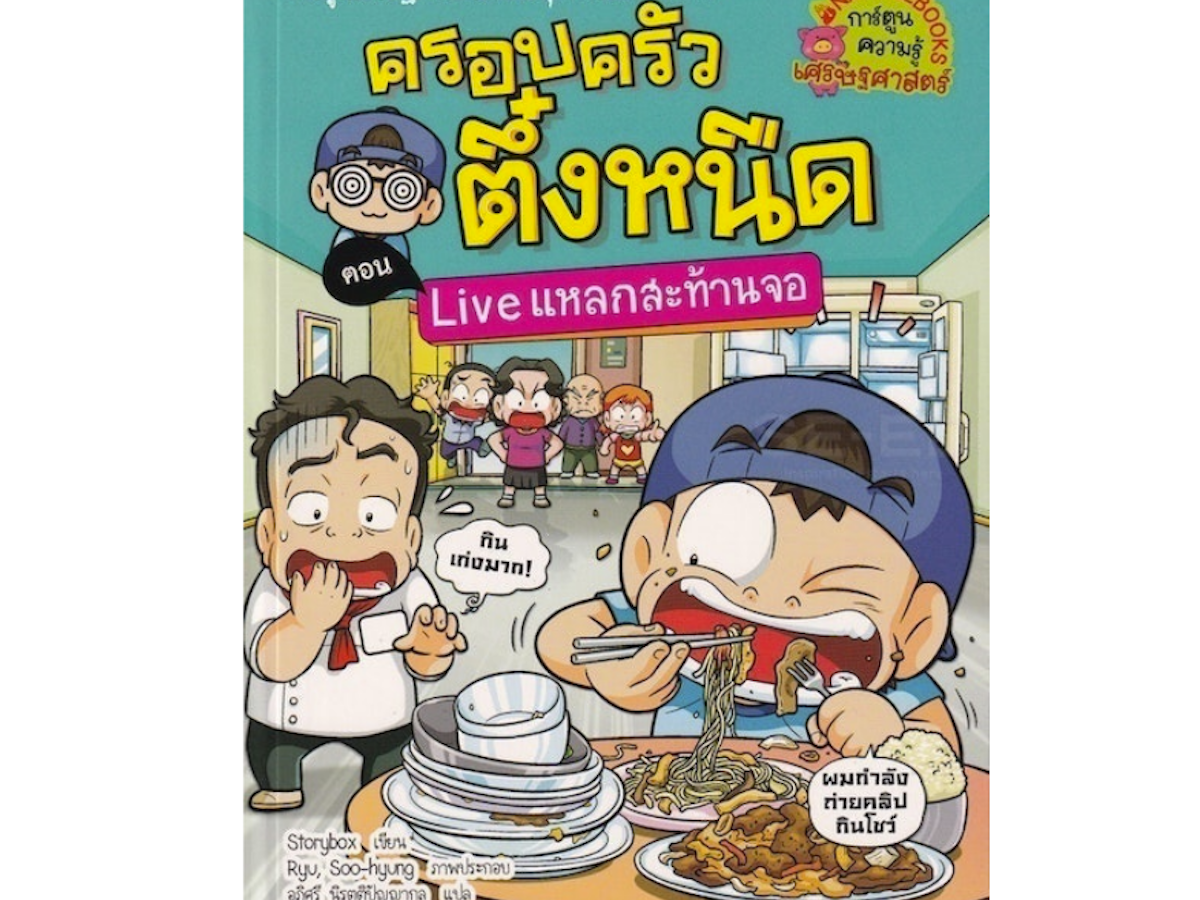 NANMEEBOOKS
การ์ตูน
ความรู้
เศรษฐศาสตร์
ครอบครัว
ตึ๋งหนืด
ตอน
Live แหลกสะท้านจอ
กิน
เก่งมาก!
ผมกำลัง
ถ่ายคลิป
กินโชว์
Storybox เขียน
Ryu, Soo-hyung ภาพประกอบ
อภิศรี นิรุตติปัญญากุล แปล